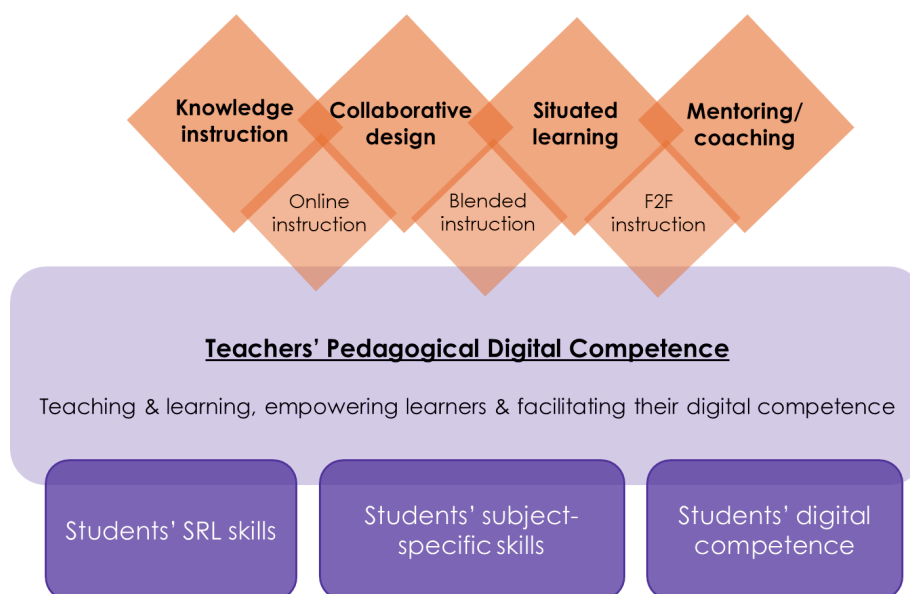 Knowledge
instruction
Collaborative
design
Situated
learning
Mentoring/
coaching
Online
instruction
Blended
instruction
F2F
instruction
Teachers’ Pedagogical Digital Competence
Teaching & learning, empowering learners & facilitating their digital competence
Students’ SRL skills
Students’ subject-
specific skills
Students’ digital
competence